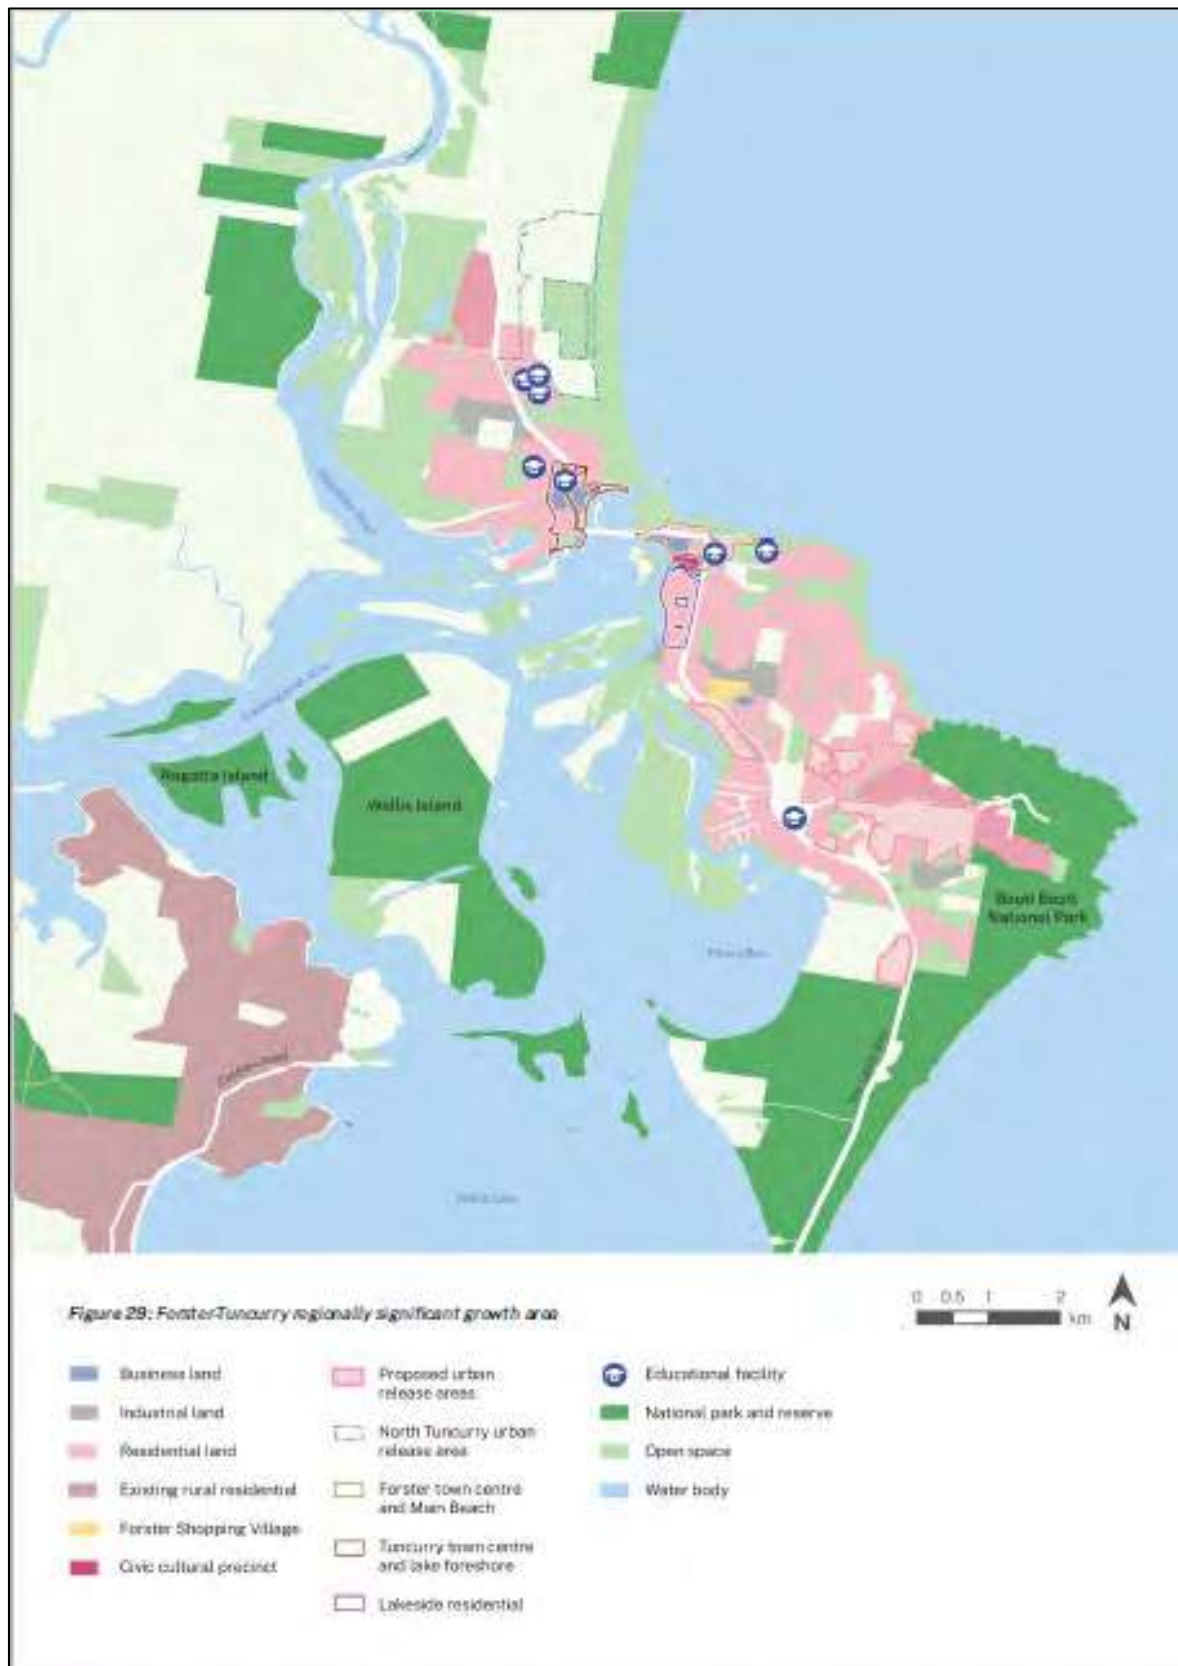 Regatta Island
Wallis Island
Booti Booti
National Park
Figure 29: Forster-Tuncurry regionally significant growth area
0 0.5 1 2
km
N
Business land
Industrial land
Residential land
Existing rural residential
Forster Shopping Village
Civic cultural precinct
Proposed urban
release areas
North Tuncurry urban
release area
Forster town centre
and Main Beach
Tuncurry town centre
and lake foreshore
Lakeside residential
Educational facility
National park and reserve
Open space
Water body